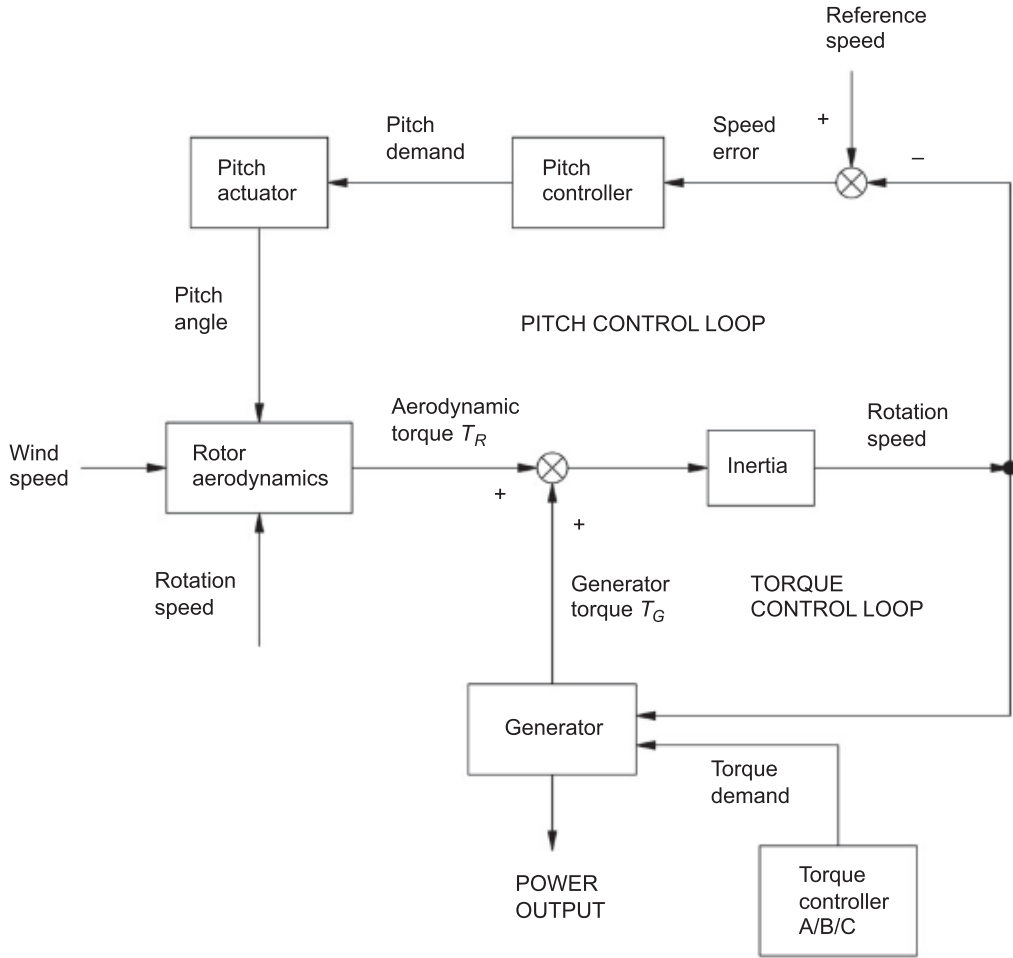 Reference
speed
+
Pitch
demand
Speed
error
–
Pitch
actuator
Pitch
controller
Pitch
angle
PITCH CONTROL LOOP
Wind
speed
Rotor
aerodynamics
Aerodynamic
torque T_R
+
+
Inertia
Rotation
speed
Rotation
speed
Generator
torque T_G
TORQUE
CONTROL LOOP
Generator
Torque
demand
POWER
OUTPUT
Torque
controller
A/B/C